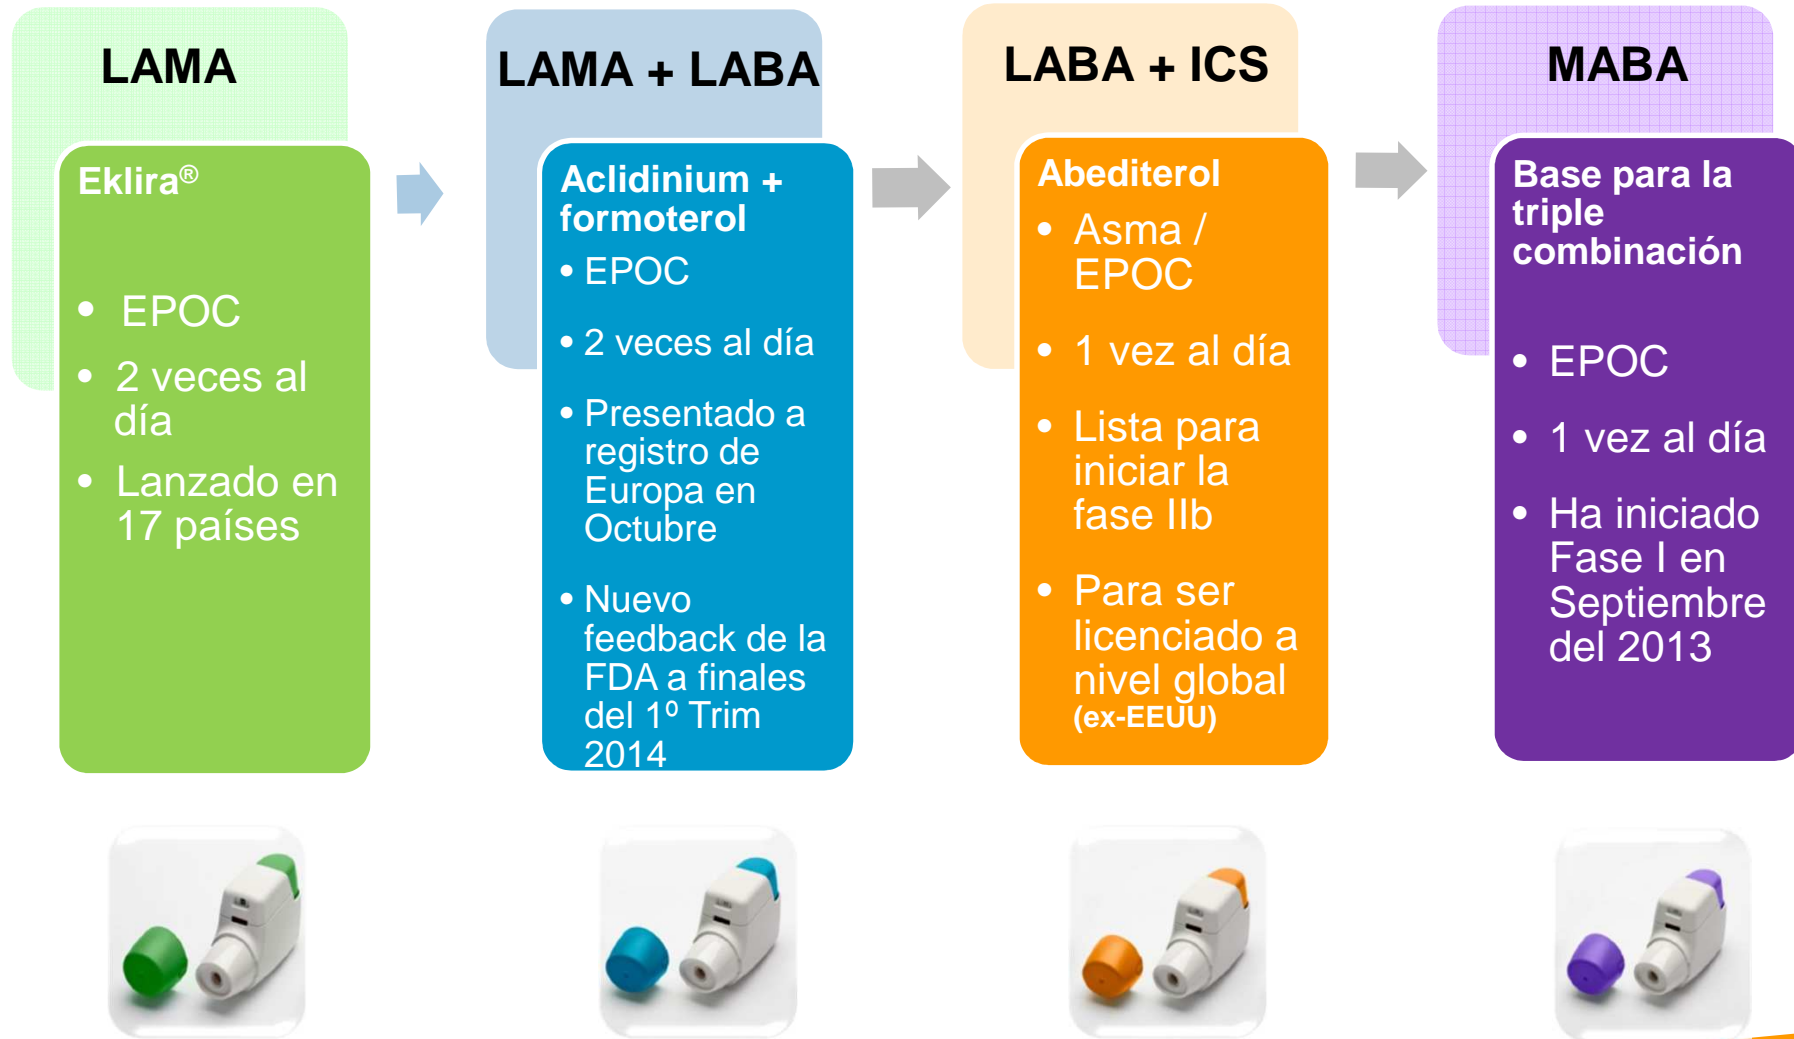 LAMA
Eklira®
• EPOC
• 2 veces al
día
• Lanzado en
17 países
LAMA + LABA
Aclidinium +
formoterol
• EPOC
• 2 veces al día
• Presentado a
registro de
Europa en
Octubre
• Nuevo
feedback de la
FDA a finales
del 1º Trim
2014
LABA + ICS
Abediterol
• Asma /
EPOC
• 1 vez al día
• Lista para
iniciar la
fase IIb
• Para ser
licenciado a
nivel global
(ex-EEUU)
MABA
Base para la
triple
combinación
• EPOC
• 1 vez al día
• Ha iniciado
Fase I en
Septiembre
del 2013